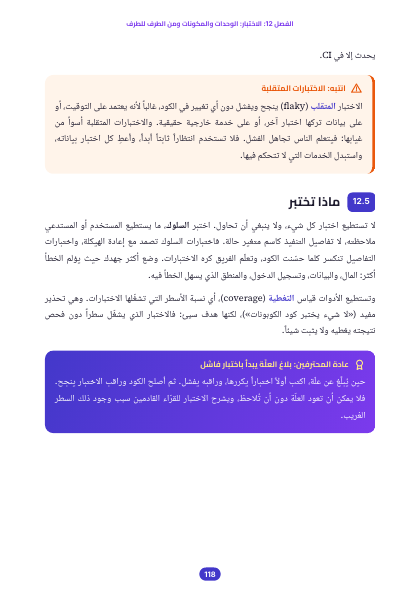 الفصل 12: الاختبار: الوحدات والمكونات ومن الطرف للطرف
يحدث إلا في CI.
انتبه: الاختبارات المتقلبة
الاختبار المتقلب (flaky) ينجح ويفشل دون أي تغيير في الكود، غالباً لأنه يعتمد على التوقيت، أو
على بيانات تركها اختبار آخر، أو على خدمة خارجية حقيقية. والاختبارات المتقلبة أسوأ من
غيابها: فيتعلم الناس تجاهل الفشل. فلا تستخدم انتظاراً ثابتاً أبداً، وأعطِ كل اختبار بياناته،
واستبدل الخدمات التي لا تتحكم فيها.
12.5 ماذا تختبر
لا تستطيع اختبار كل شيء، ولا ينبغي أن تحاول. اختبر السلوك، ما يستطيع المستخدم أو المستدعي
ملاحظته، لا تفاصيل التنفيذ كاسم متغير حالة. فاختبارات السلوك تصمد مع إعادة الهيكلة، واختبارات
التفاصيل تنكسر كلما حسّنت الكود، وتعلّم الفريق كره الاختبارات. وضع أكثر جهدك حيث يؤلم الخطأ
أكثر: المال، والبيانات، وتسجيل الدخول، والمنطق الذي يسهل الخطأ فيه.
وتستطيع الأدوات قياس التغطية (coverage)، أي نسبة الأسطر التي تشغّلها الاختبارات. وهي تحذير
مفيد («لا شيء يختبر كود الكوبونات»)، لكنها هدف سيئ: فالاختبار الذي يشغّل سطراً دون فحص
نتيجته يغطيه ولا يثبت شيئاً.
عادة المحترفين: بلاغ العلّة يبدأ باختبار فاشل
حين يُبلَّغ عن علّة، اكتب أولاً اختباراً يكررها، وراقبه يفشل. ثم أصلح الكود وراقب الاختبار ينجح.
فلا يمكن أن تعود العلّة دون أن تُلاحظ، ويشرح الاختبار للقرّاء القادمين سبب وجود ذلك السطر
الغريب.
118